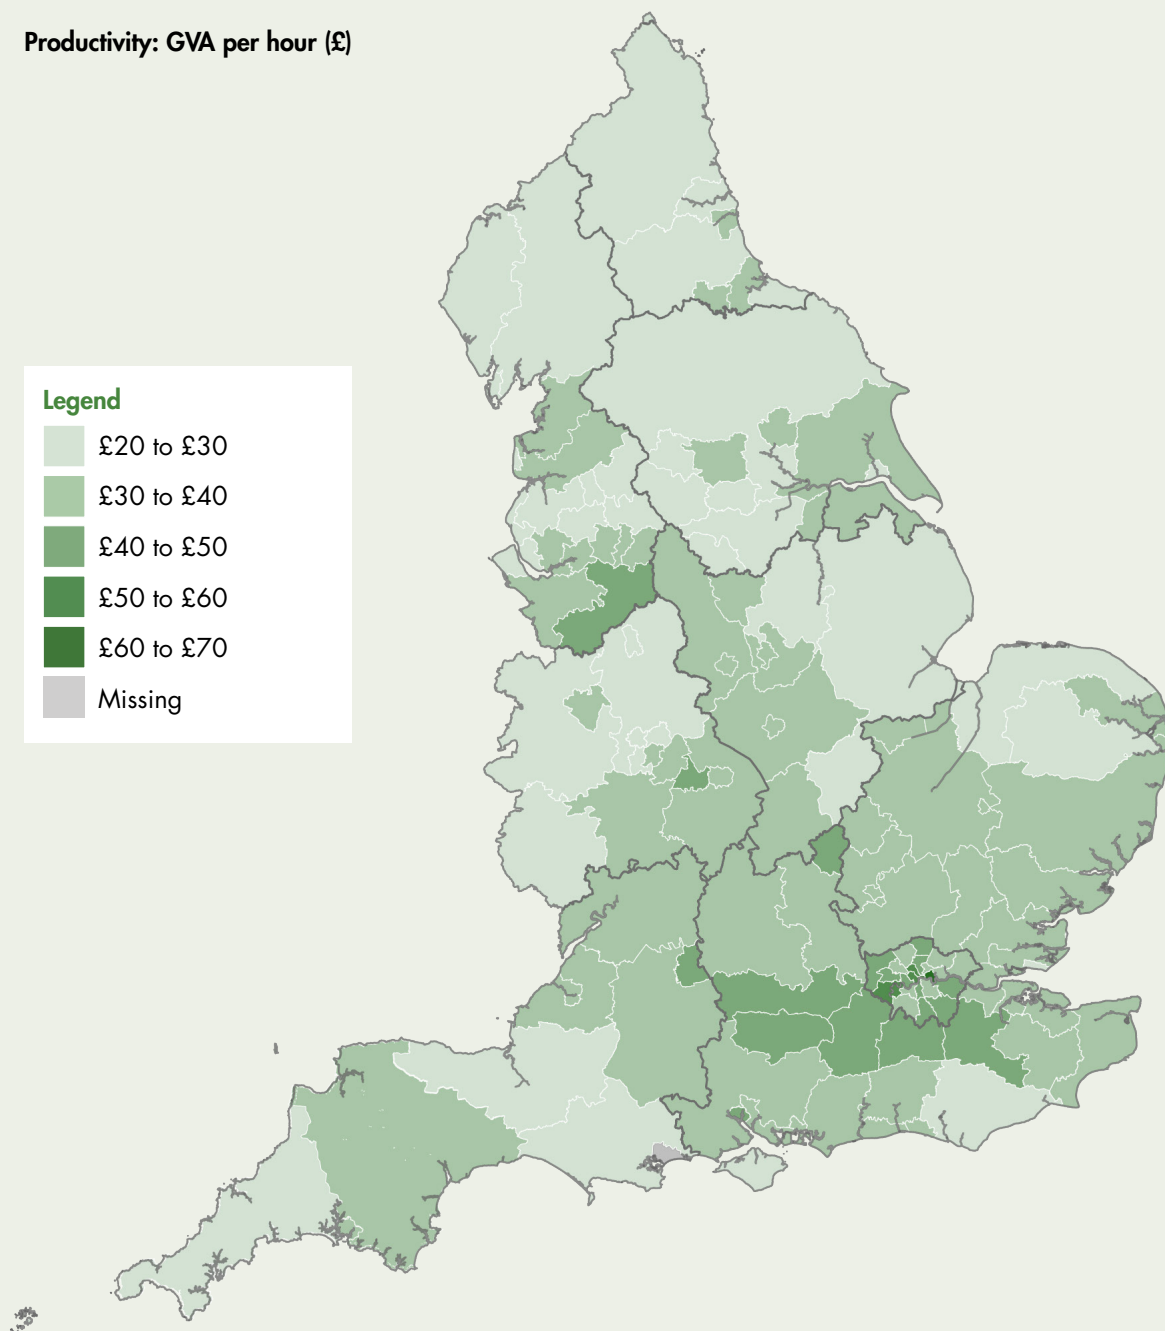 Productivity: GVA per hour (£)
Legend
£20 to £30
£30 to £40
£40 to £50
£50 to £60
£60 to £70
Missing